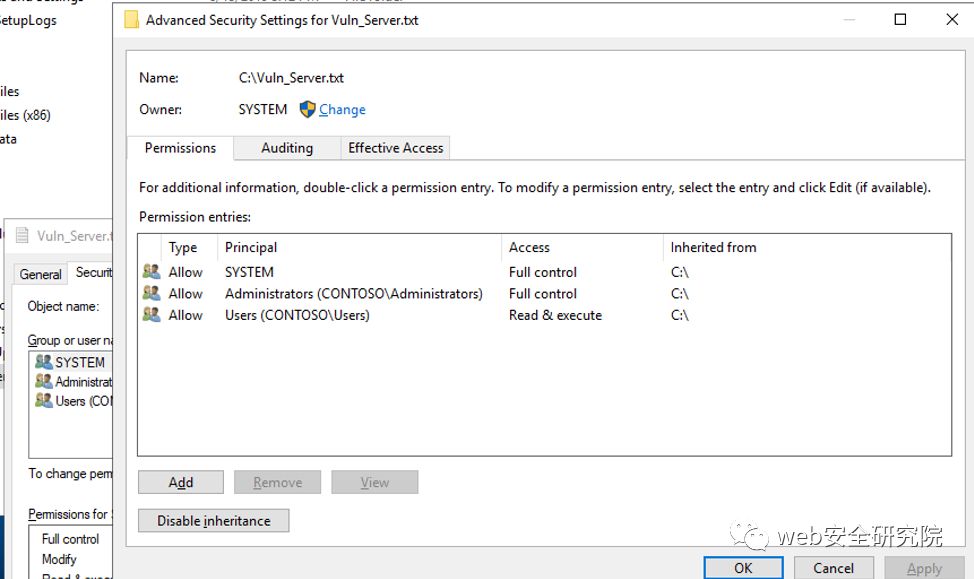 SetupLogs
Advanced Security Settings for Vuln_Server.txt
iles
iles (x86)
ata
Name: C:\Vuln_Server.txt
Owner: SYSTEM Change
Permissions Auditing Effective Access
For additional information, double-click a permission entry. To modify a permission entry, select the entry and click Edit (if available).
Permission entries:
Type Principal Access Inherited from
Allow SYSTEM Full control C:\
Allow Administrators (CONTOSO\Administrators) Full control C:\
Allow Users (CONTOSO\Users) Read & execute C:\
Add Remove View
Disable inheritance
OK Cancel Apply
Vuln_Server.t
General Securit
Object name:
Group or user na
SYSTEM
Administrat
Users (CO
To change perm
Permissions for
Full control
Modify
Read & exec
web安全研究院